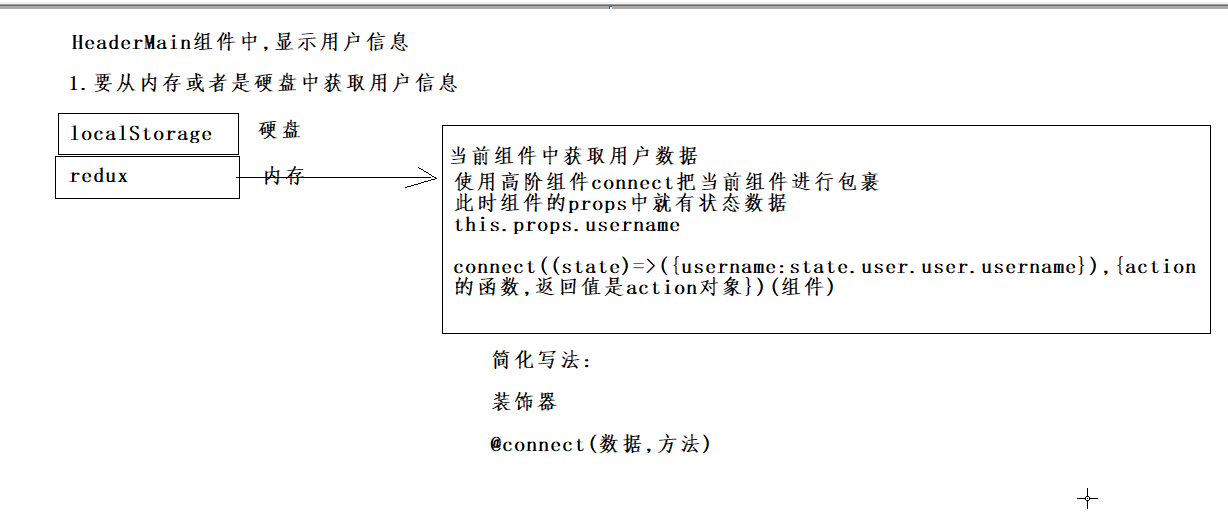 HeaderMain组件中,显示用户信息
1.要从内存或者是硬盘中获取用户信息
localStorage 硬盘
redux 内存
当前组件中获取用户数据
使用高阶组件connect把当前组件进行包裹
此时组件的props中就有状态数据
this.props.username
connect((state)=>({username:state.user.user.username}),{action
的函数,返回值是action对象})(组件)
简化写法:
装饰器
@connect(数据,方法)